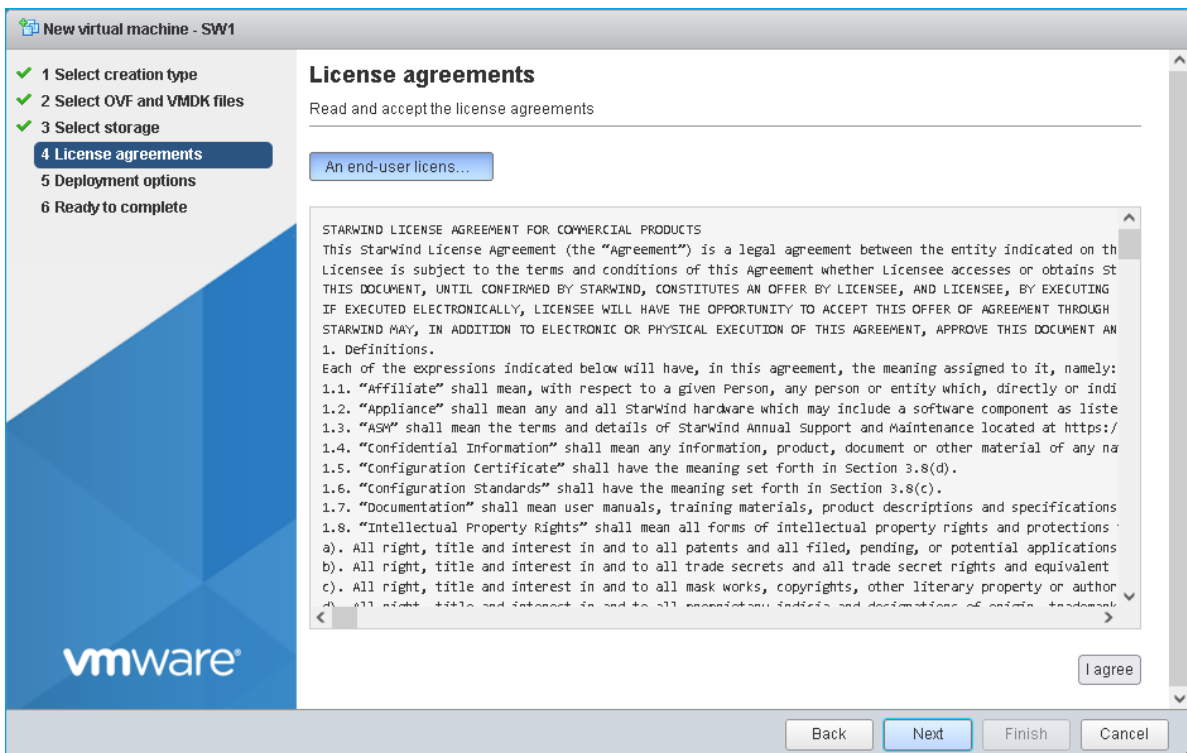 New virtual machine - SW1
1 Select creation type
2 Select OVF and VMDK files
3 Select storage
4 License agreements
5 Deployment options
6 Ready to complete
vmware®
License agreements
Read and accept the license agreements
An end-user licens...
STARWIND LICENSE AGREEMENT FOR COMMERCIAL PRODUCTS
This StarWind License Agreement (the “Agreement”) is a legal agreement between the entity indicated on th
Licensee is subject to the terms and conditions of this Agreement whether Licensee accesses or obtains St
THIS DOCUMENT, UNTIL CONFIRMED BY STARWIND, CONSTITUTES AN OFFER BY LICENSEE, AND LICENSEE, BY EXECUTING
IF EXECUTED ELECTRONICALLY, LICENSEE WILL HAVE THE OPPORTUNITY TO ACCEPT THIS OFFER OF AGREEMENT THROUGH
STARWIND MAY, IN ADDITION TO ELECTRONIC OR PHYSICAL EXECUTION OF THIS AGREEMENT, APPROVE THIS DOCUMENT AN
1. Definitions.
Each of the expressions indicated below will have, in this agreement, the meaning assigned to it, namely:
1.1. “Affiliate” shall mean, with respect to a given Person, any person or entity which, directly or indi
1.2. “Appliance” shall mean any and all StarWind hardware which may include a software component as liste
1.3. “ASM” shall mean the terms and details of StarWind Annual Support and Maintenance located at https:/
1.4. “Confidential Information” shall mean any information, product, document or other material of any na
1.5. “Configuration Certificate” shall have the meaning set forth in Section 3.8(d).
1.6. “Configuration Standards” shall have the meaning set forth in Section 3.8(c).
1.7. “Documentation” shall mean user manuals, training materials, product descriptions and specifications
1.8. “Intellectual Property Rights” shall mean all forms of intellectual property rights and protections
a). All right, title and interest in and to all patents and all filed, pending, or potential applications
b). All right, title and interest in and to all trade secrets and all trade secret rights and equivalent
c). All right, title and interest in and to all mask works, copyrights, other literary property or author
d). All right, title and interest in and to all proprietary indicia and designations of origin, trademark
I agree
Back
Next
Finish
Cancel